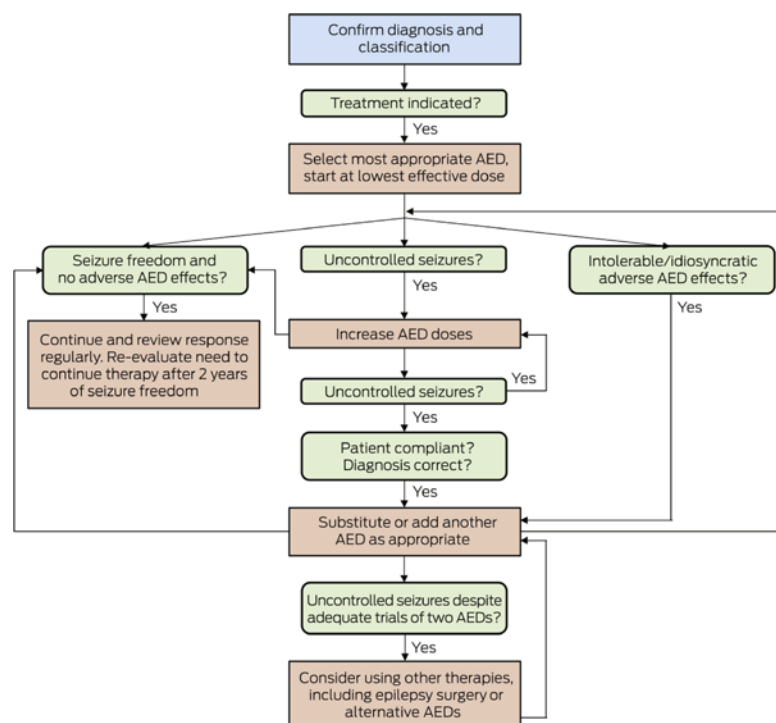 Confirm diagnosis and
classification
Treatment indicated?
Yes
Select most appropriate AED,
start at lowest effective dose
Seizure freedom and
no adverse AED effects?
Uncontrolled seizures?
Intolerable/idiosyncratic
adverse AED effects?
Yes
Yes
Yes
Continue and review response
regularly. Re-evaluate need to
continue therapy after 2 years
of seizure freedom
Increase AED doses
Yes
Uncontrolled seizures?
Yes
Patient compliant?
Diagnosis correct?
Yes
Substitute or add another
AED as appropriate
Uncontrolled seizures despite
adequate trials of two AEDs?
Yes
Consider using other therapies,
including epilepsy surgery or
alternative AEDs